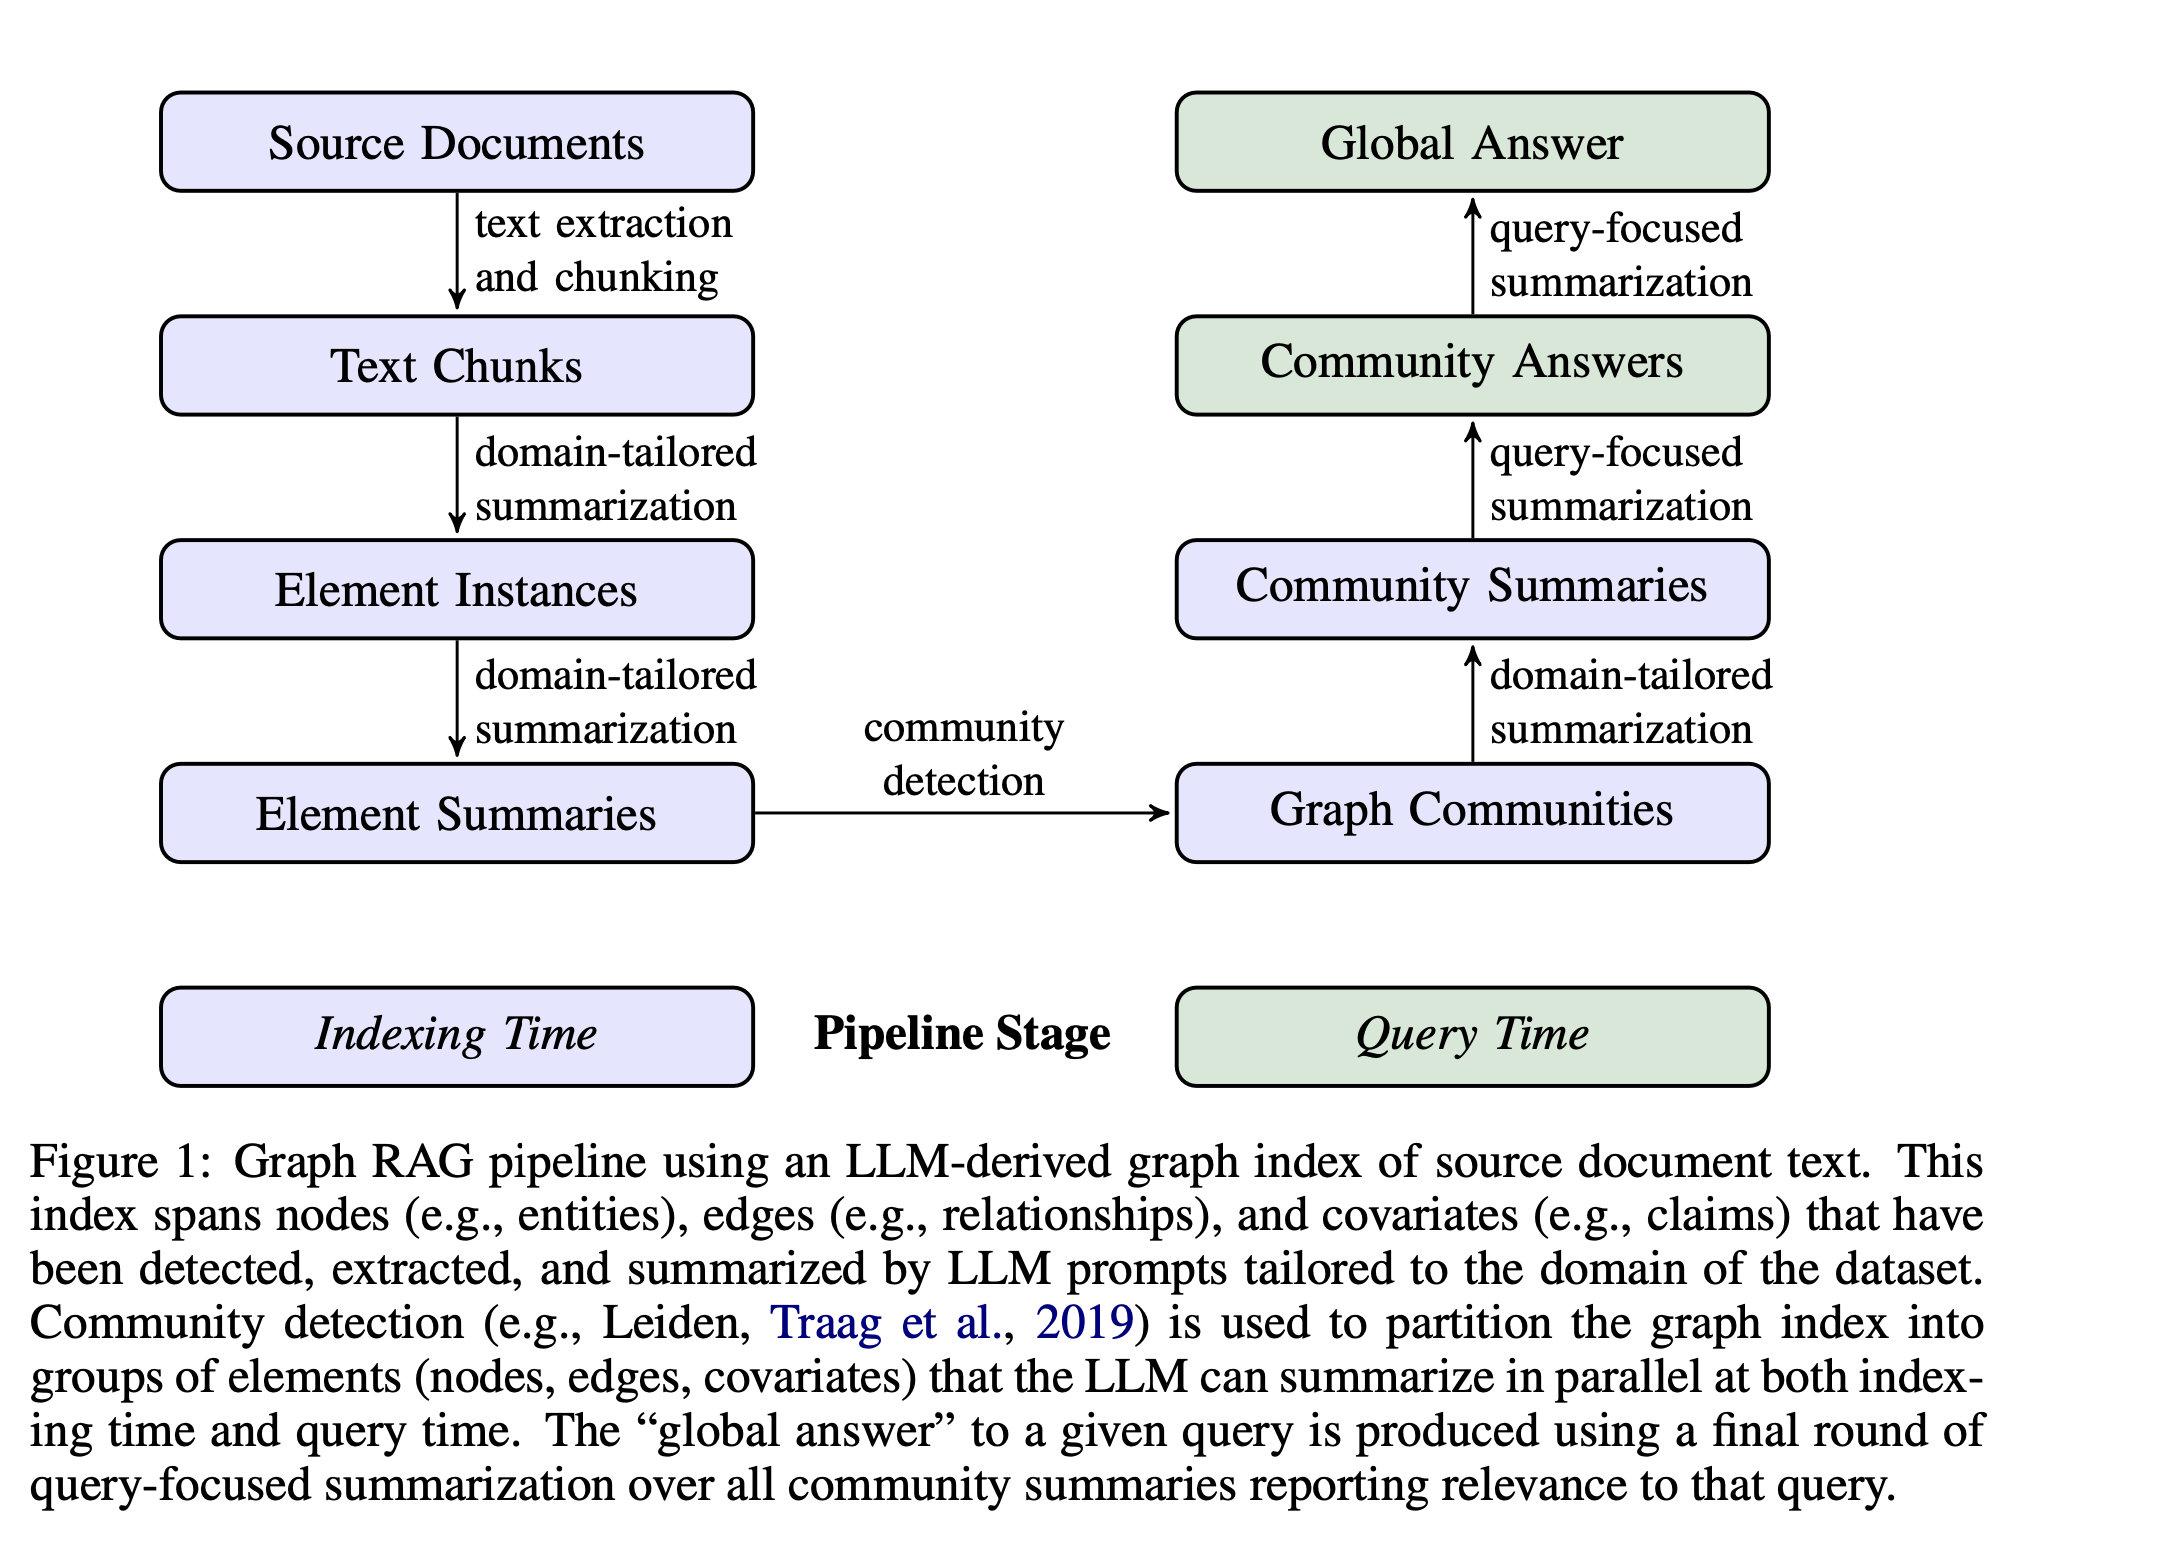 Source Documents
text extraction
and chunking
Text Chunks
domain-tailored
summarization
Element Instances
domain-tailored
summarization
Element Summaries
community
detection
Graph Communities
domain-tailored
summarization
Community Summaries
query-focused
summarization
Community Answers
query-focused
summarization
Global Answer
Indexing Time
Pipeline Stage
Query Time
Figure 1: Graph RAG pipeline using an LLM-derived graph index of source document text. This
index spans nodes (e.g., entities), edges (e.g., relationships), and covariates (e.g., claims) that have
been detected, extracted, and summarized by LLM prompts tailored to the domain of the dataset.
Community detection (e.g., Leiden, Traag et al., 2019) is used to partition the graph index into
groups of elements (nodes, edges, covariates) that the LLM can summarize in parallel at both index-
ing time and query time. The “global answer” to a given query is produced using a final round of
query-focused summarization over all community summaries reporting relevance to that query.